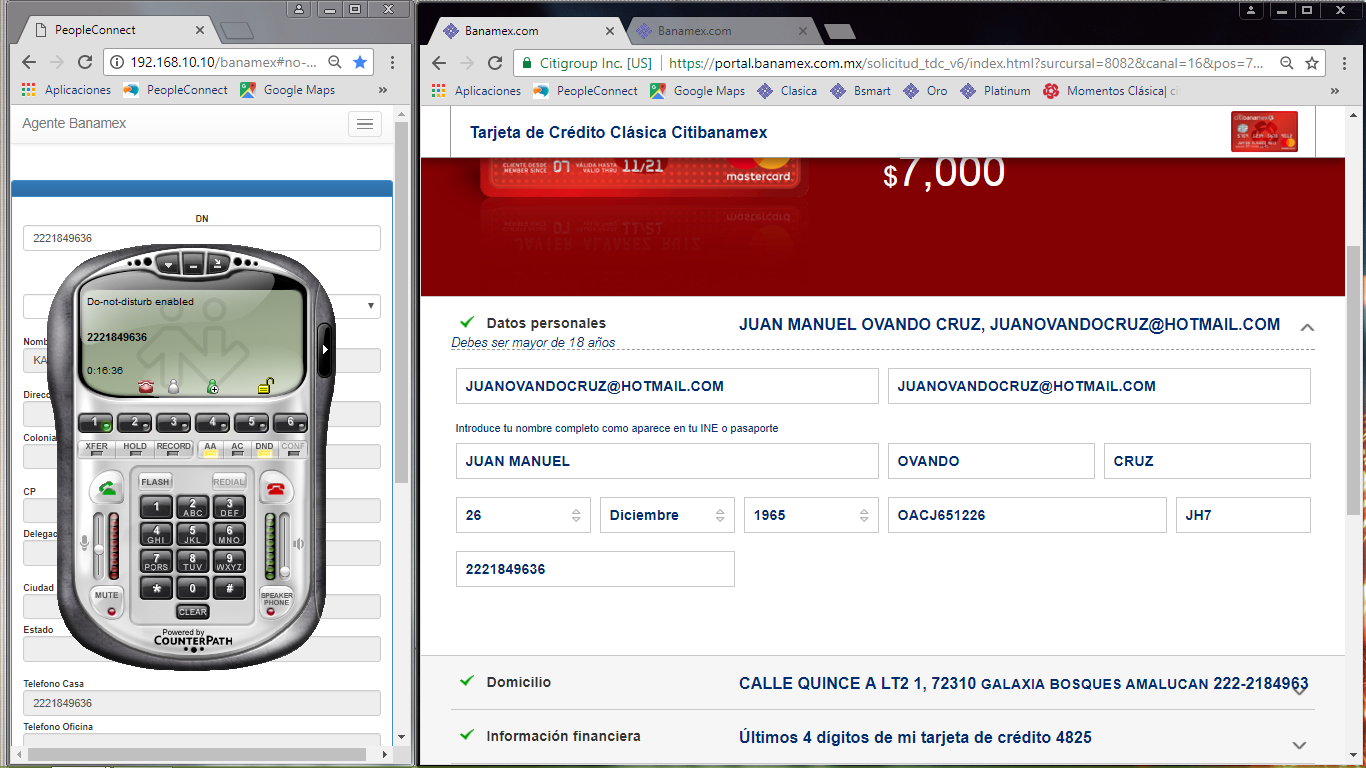 PeopleConnect
192.168.10.10/banamex#no-...
Aplicaciones PeopleConnect Google Maps »
Agente Banamex
DN
2221849636
Do-not-disturb enabled
2221849636
0:16:36
1 2 3 4 5 6
XFER HOLD RECORD AA AC DND CONF
FLASH REDIAL
1 2 ABC 3 DEF
4 GHI 5 JKL 6 MNO
7 PQRS 8 TUV 9 WXYZ
* 0 #
MUTE CLEAR SPEAKER PHONE
Powered by
COUNTERPATH
Nomb
KA
Direcc
Colonia
CP
Delegac
Ciudad
Estado
Telefono Casa
2221849636
Telefono Oficina
Banamex.com Banamex.com
Citigroup Inc. [US] https://portal.banamex.com.mx/solicitud_tdc_v6/index.html?sursursal=8082&canal=16&pos=7...
Aplicaciones PeopleConnect Google Maps Clasica Bsmart Oro Platinum Momentos Clásica| cit »
Tarjeta de Crédito Clásica Citibanamex
citibanamex
CLIENTE DESDE MEMBER SINCE 07 VÁLIDA HASTA VALID THRU 11/21
mastercard
$7,000
Datos personales JUAN MANUEL OVANDO CRUZ, JUANOVANDOCRUZ@HOTMAIL.COM
Debes ser mayor de 18 años
JUANOVANDOCRUZ@HOTMAIL.COM JUANOVANDOCRUZ@HOTMAIL.COM
Introduce tu nombre completo como aparece en tu INE o pasaporte
JUAN MANUEL OVANDO CRUZ
26 Diciembre 1965 OACJ651226 JH7
2221849636
Domicilio CALLE QUINCE A LT2 1, 72310 GALAXIA BOSQUES AMALUCAN 222-2184963
Información financiera Últimos 4 dígitos de mi tarjeta de crédito 4825